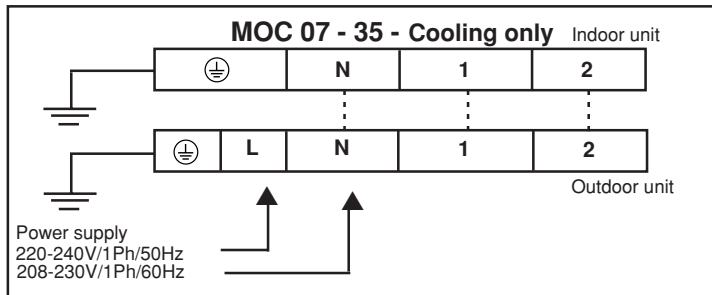 MOC 07 - 35 - Cooling only Indoor unit
N 1 2
L N 1 2
Outdoor unit
Power supply
220-240V/1Ph/50Hz
208-230V/1Ph/60Hz